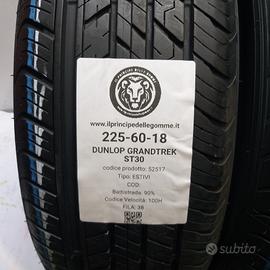 IL PRINCIPE DELLE GOMME
www.ilprincipedellegomme.it
225-60-18
DUNLOP GRANDTREK
ST30
codice prodotto: 52517
Tipo: ESTIVI
COD:
Battistrada: 90%
Codice Velocità: 100H
FILA: 38
subito